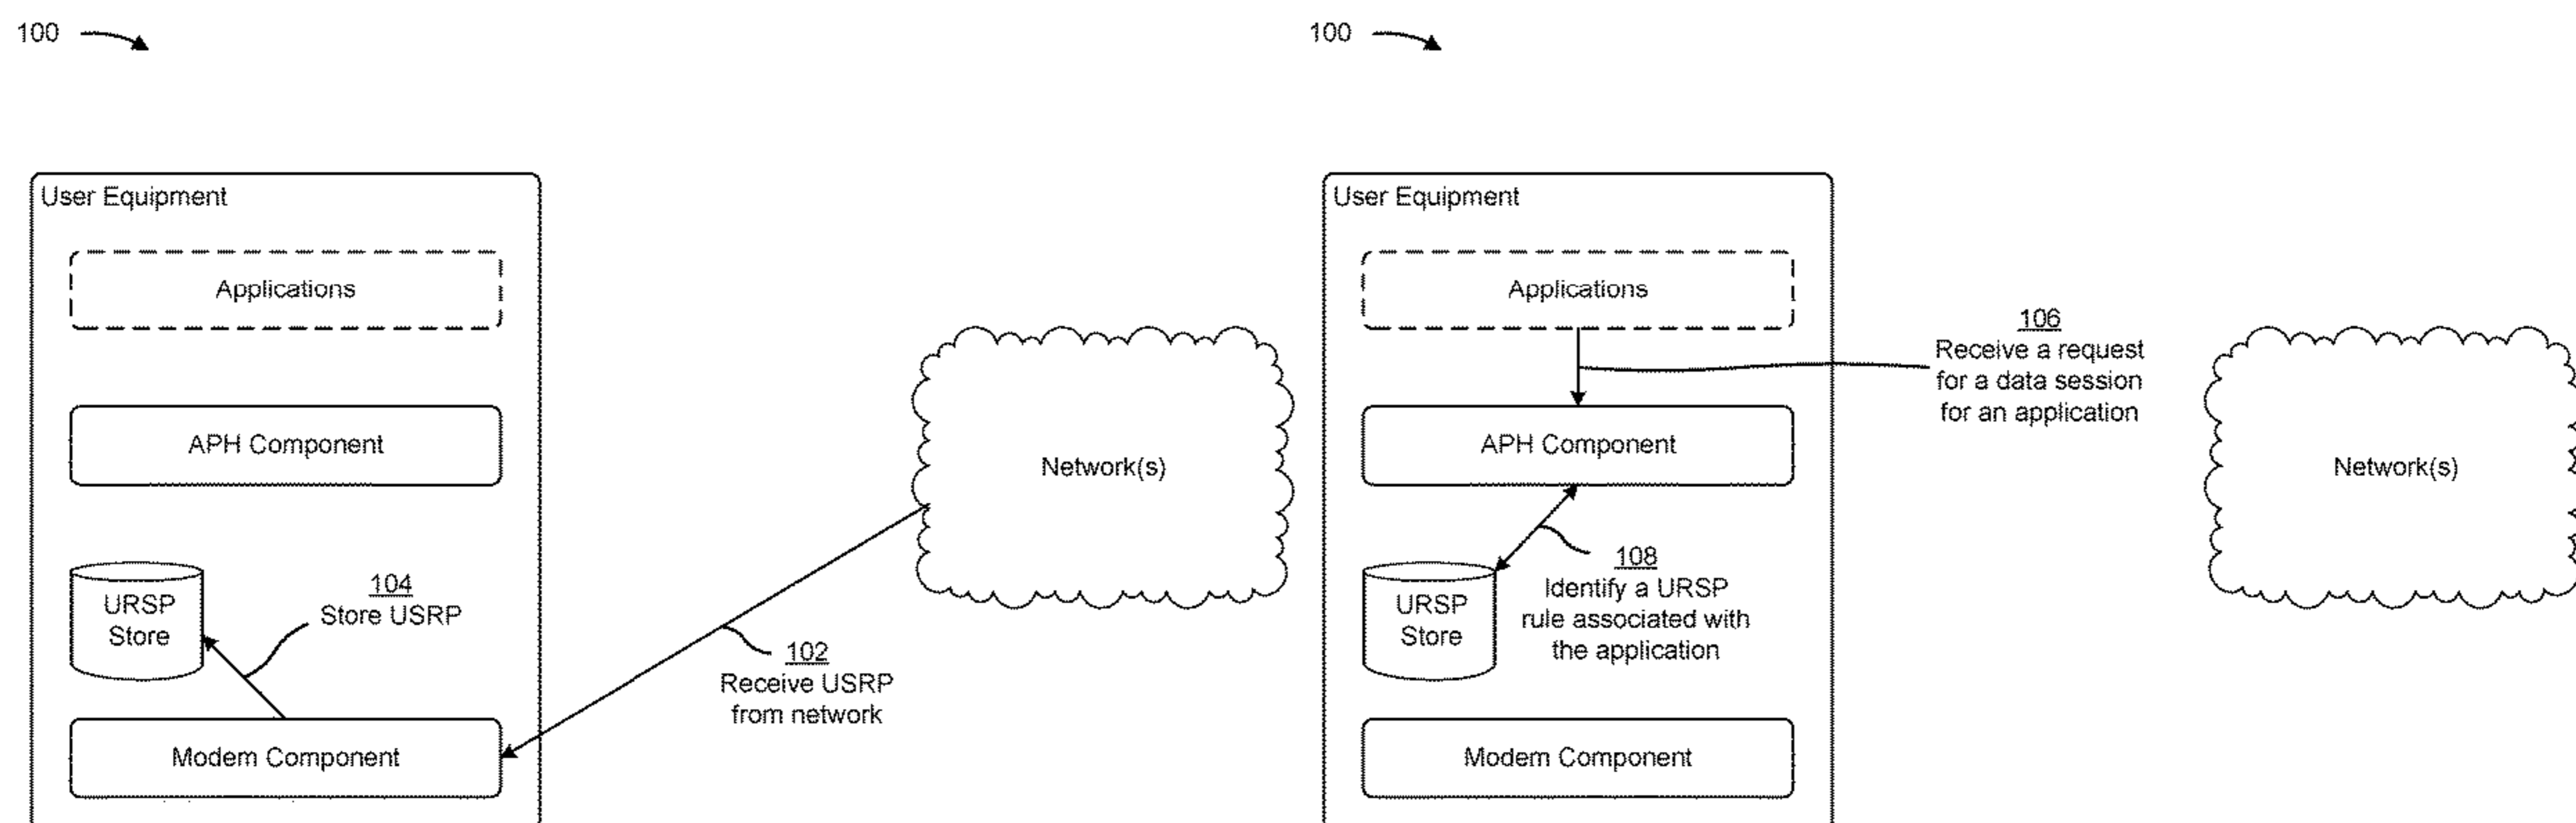 100
User Equipment
Applications
APH Component
URSP
Store
104
Store USRP
Modem Component
102
Receive USRP
from network
Network(s)
100
User Equipment
Applications
106
Receive a request
for a data session
for an application
APH Component
108
Identify a URSP
rule associated with
the application
URSP
Store
Modem Component
Network(s)